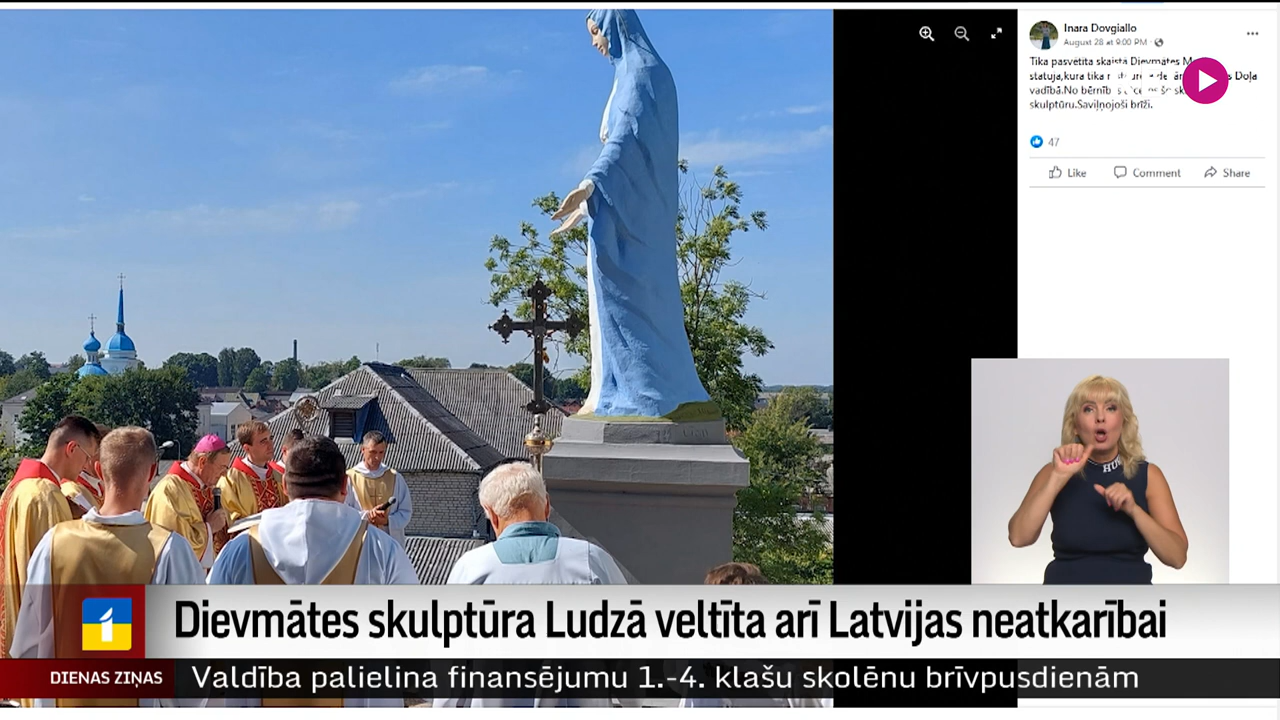 Inara Dovgiallo
August 28 at 9:00 PM
Tika pasvētīta skaistā Dievmātes
statuja,kura tika Doļa
vadībā.No
skulptūru.Saviļņojoši brīži.
47
Like Comment Share
HU
1
Dievmātes skulptūra Ludzā veltīta arī Latvijas neatkarībai
DIENAS ZIŅAS Valdība palielina finansējumu 1.-4. klašu skolēnu brīvpusdienām